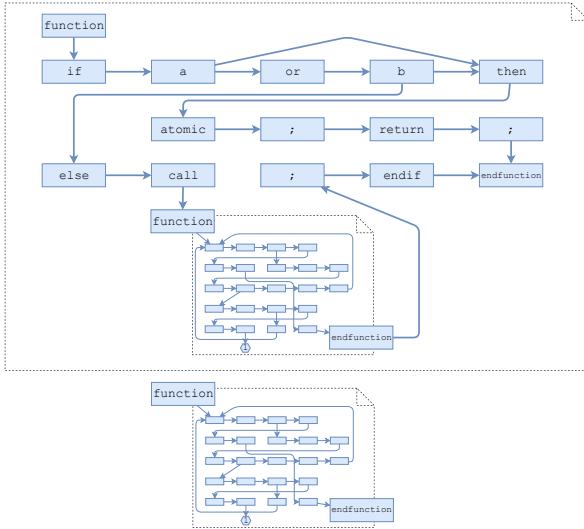 function
if a or b then
atomic ; return ;
else call ; endif endfunction
function
endfunction
1
function
endfunction
1